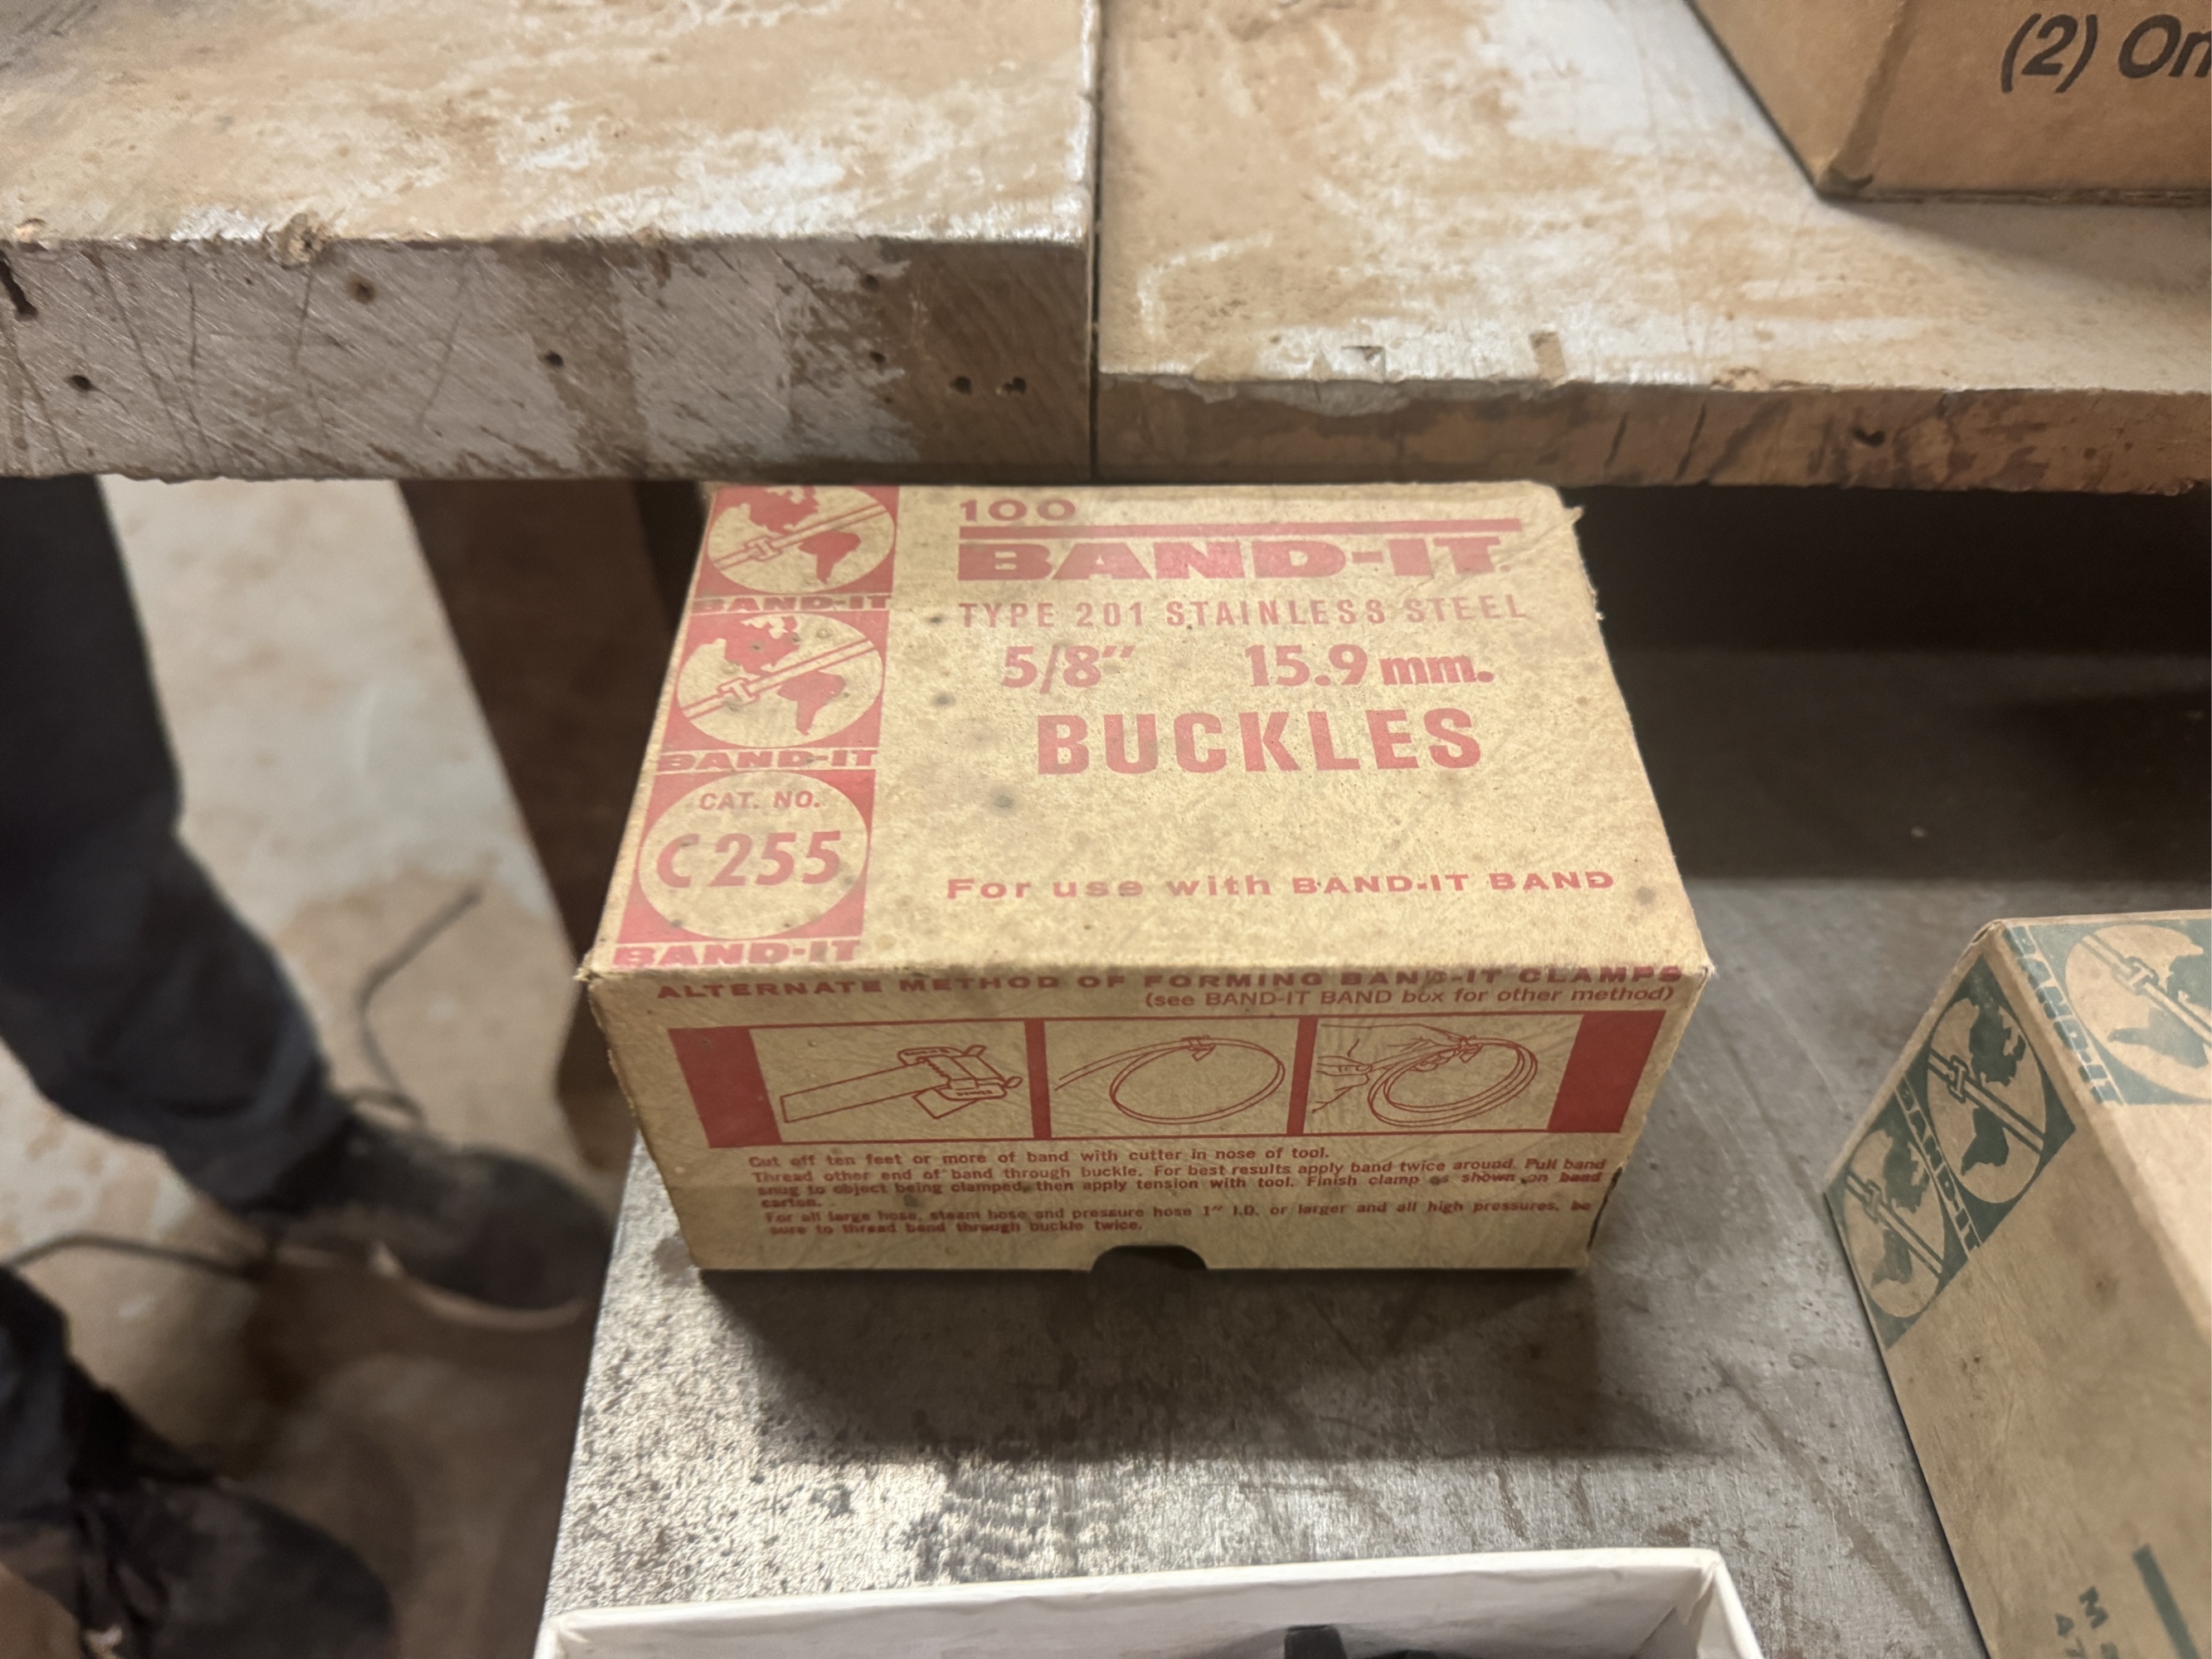 (2) On
100
BAND-IT
TYPE 201 STAINLESS STEEL
5/8" 15.9 mm.
BUCKLES
For use with BAND-IT BAND
BAND-IT
BAND-IT
CAT. NO.
C255
BAND-IT
ALTERNATE METHOD OF FORMING BAND-IT CLAMPS
(see BAND-IT BAND box for other method)
Cut off ten feet or more of band with cutter in nose of tool.
Thread other end of band through buckle. For best results apply band twice around. Pull band
snug to object being clamped, then apply tension with tool. Finish clamp as shown on band
carton.
For all large hose, steam hose and pressure hose 1" I.D. or larger and all high pressures, be
sure to thread band through buckle twice.
BAND-IT
BAND-IT